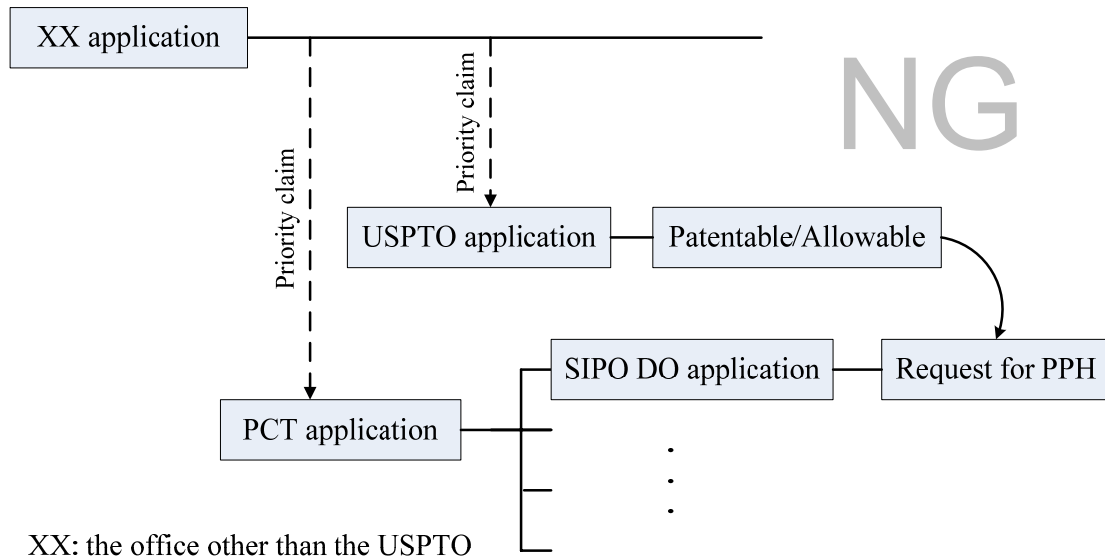 XX application
NG
Priority claim
Priority claim
USPTO application
Patentable/Allowable
SIPO DO application
Request for PPH
PCT application
XX: the office other than the USPTO